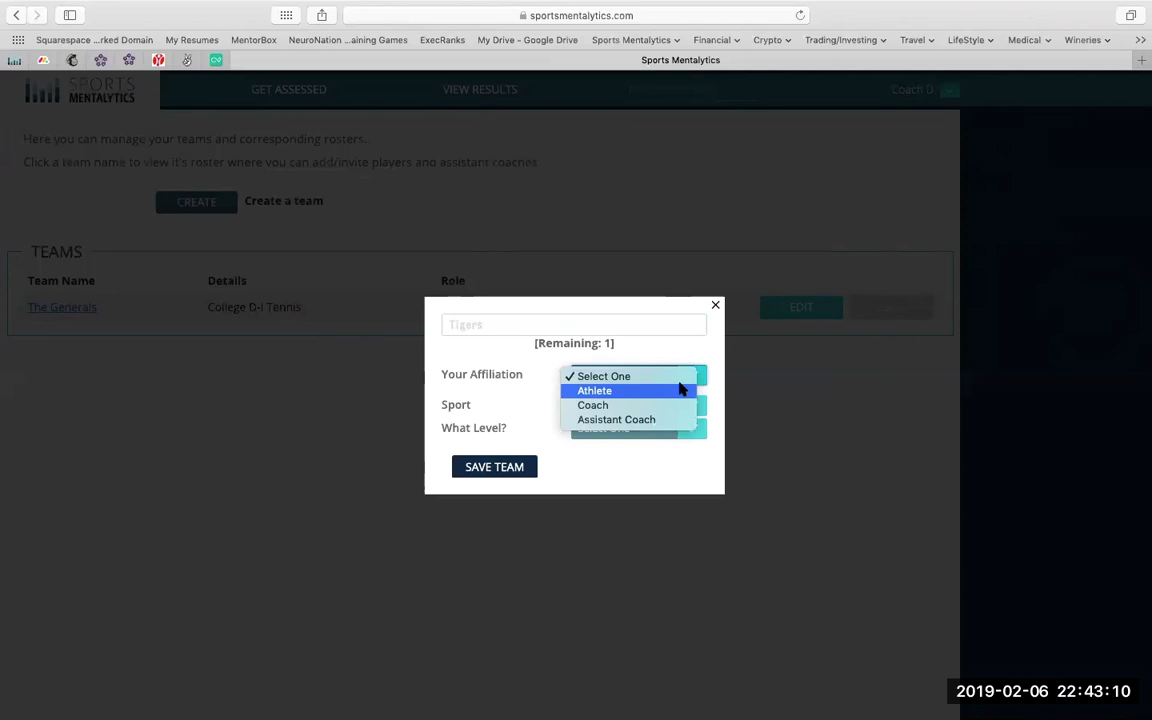 sportsmentalytics.com
Squarespace ...rked Domain My Resumes MentorBox NeuroNation ...aining Games ExecRanks My Drive - Google Drive Sports Mentalytics Financial Crypto Trading/Investing Travel LifeStyle Medical Wineries >>
Sports Mentalytics
SPORTS
MENTALYTICS
GET ASSESSED VIEW RESULTS Coach D.
Here you can manage your teams and corresponding rosters..
Click a team name to view it's roster where you can add/invite players and assistant coaches
CREATE Create a team
TEAMS
Team Name Details Role
The Generals College D-I Tennis EDIT
Tigers
[Remaining: 1]
Your Affiliation
✓ Select One
Athlete
Coach
Assistant Coach
Sport
What Level? Select One
SAVE TEAM
2019-02-06 22:43:10